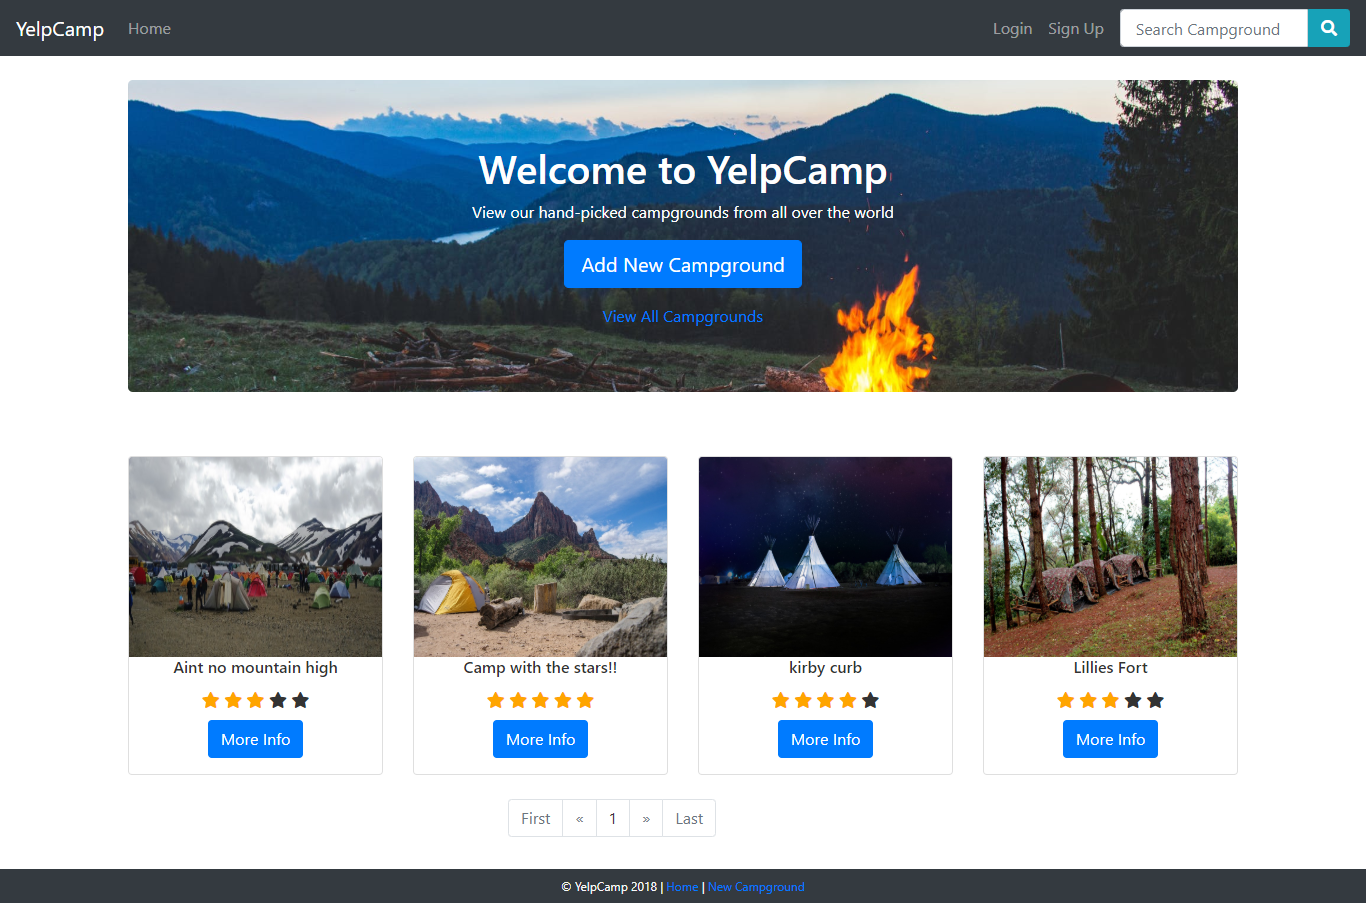 YelpCamp Home Login Sign Up Search Campground
Welcome to YelpCamp
View our hand-picked campgrounds from all over the world
Add New Campground
View All Campgrounds
Aint no mountain high
More Info
Camp with the stars!!
More Info
kirby curb
More Info
Lillies Fort
More Info
First « 1 » Last
© YelpCamp 2018 | Home | New Campground